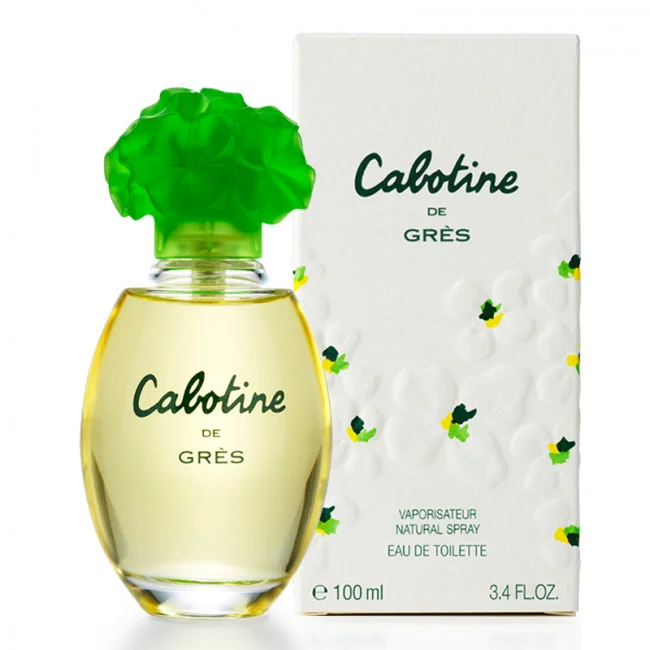 Cabotine
DE
GRÈS
Cabotine
DE
GRÈS
VAPORISATEUR
NATURAL SPRAY
EAU DE TOILETTE
℮ 100 ml 3.4 FL.OZ.